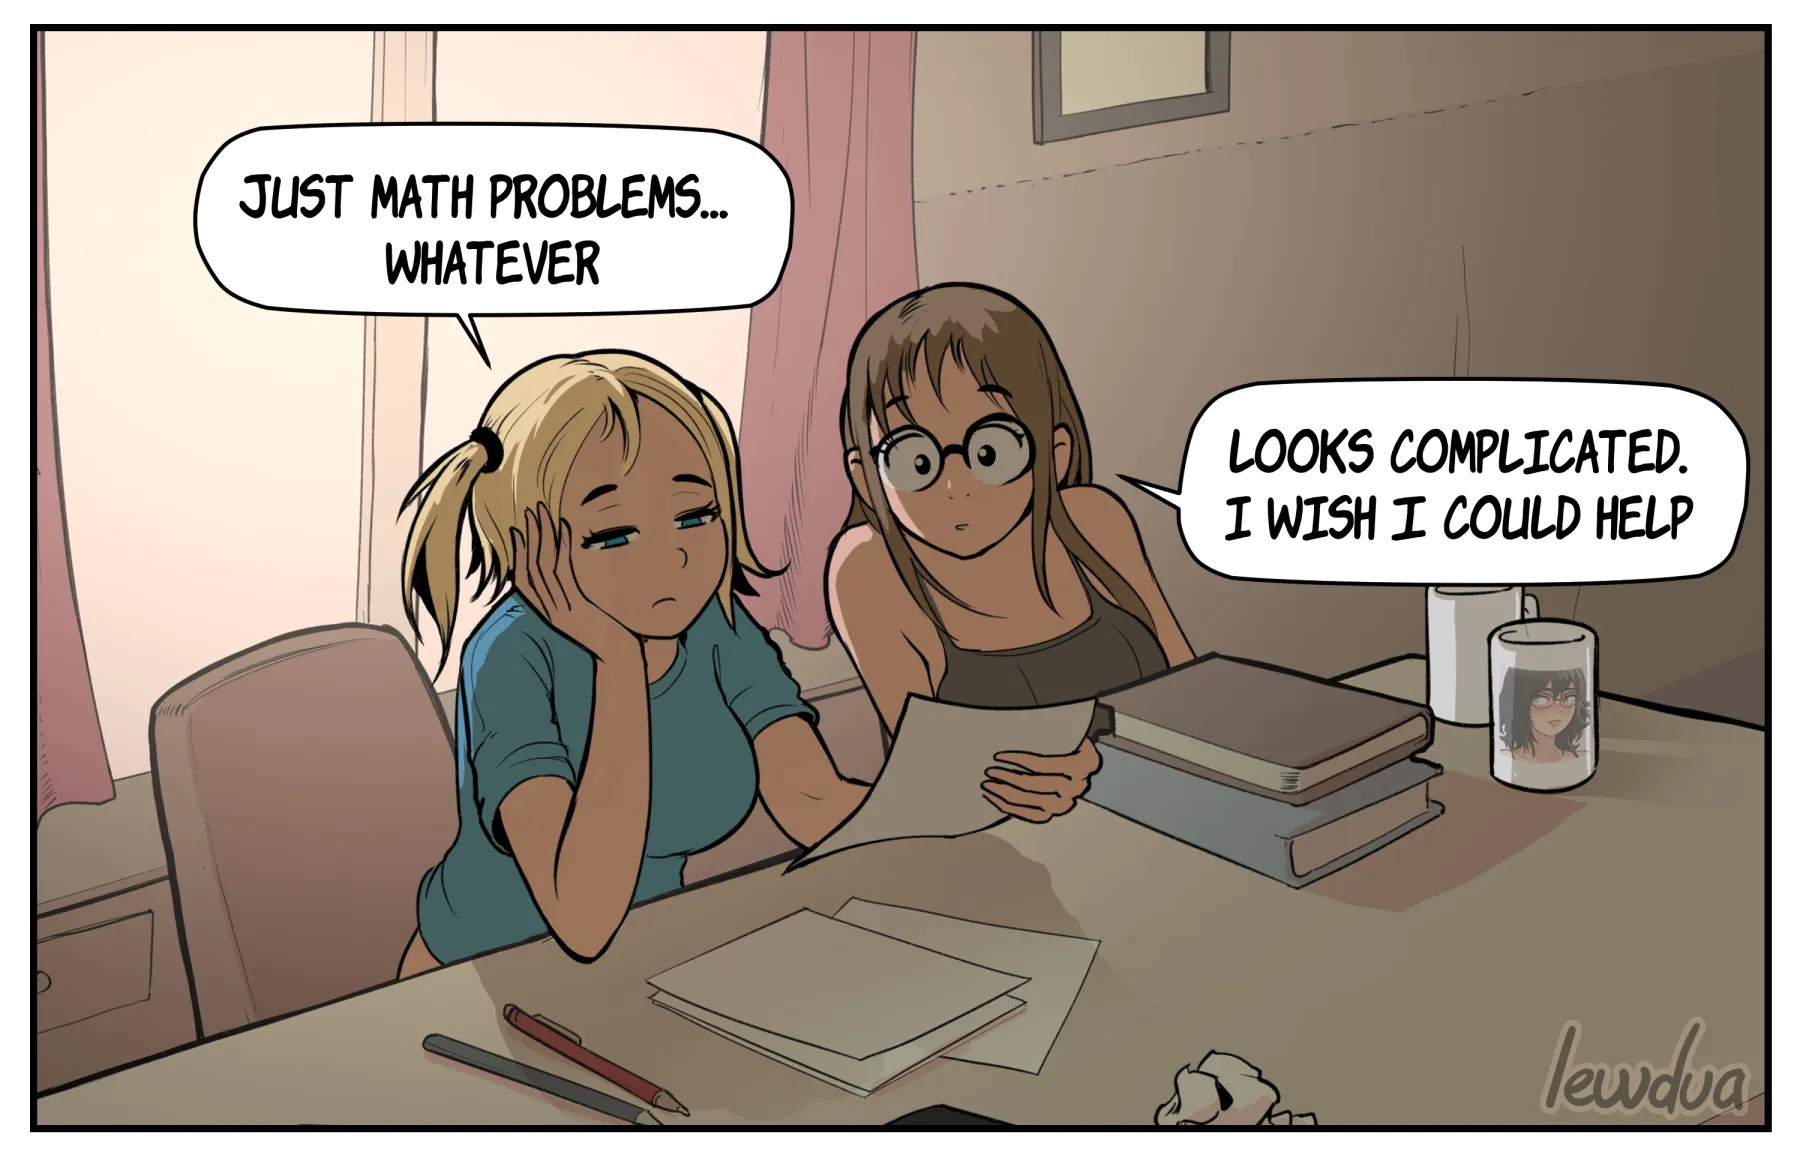 JUST MATH PROBLEMS...
WHATEVER
LOOKS COMPLICATED.
I WISH I COULD HELP
lewdua